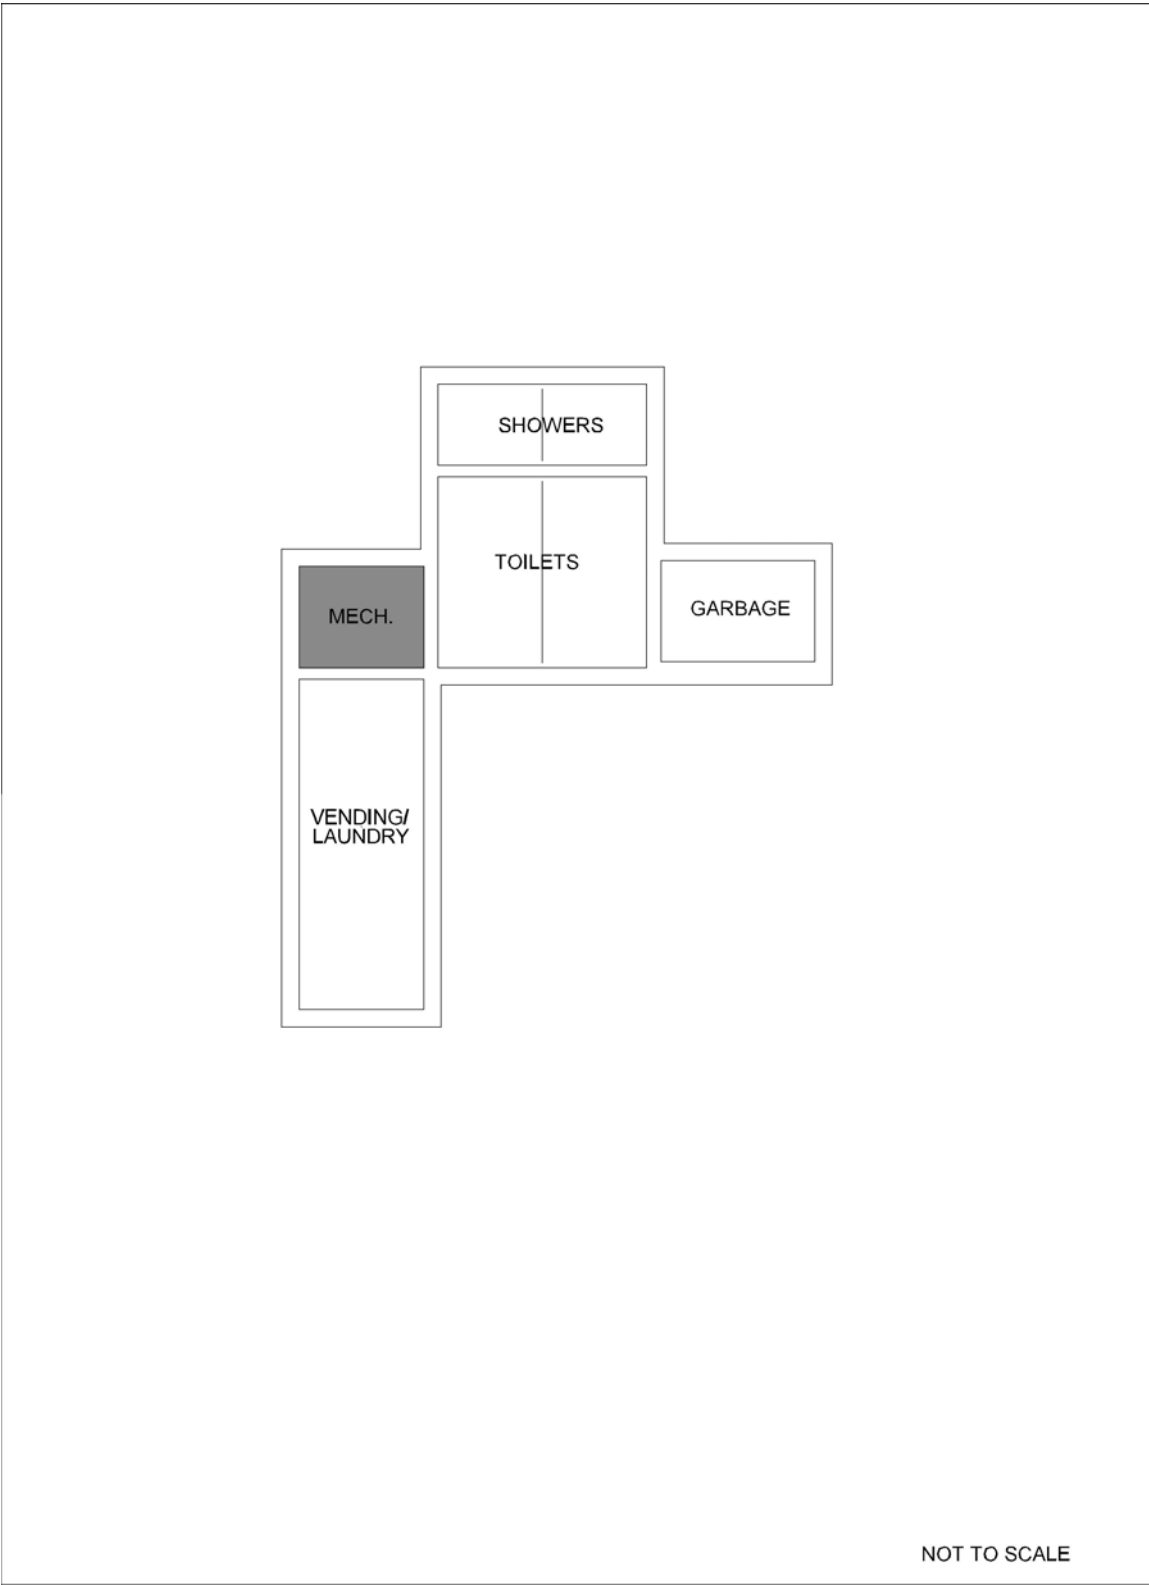 SHOWERS
TOILETS
MECH.
GARBAGE
VENDING/
LAUNDRY
NOT TO SCALE